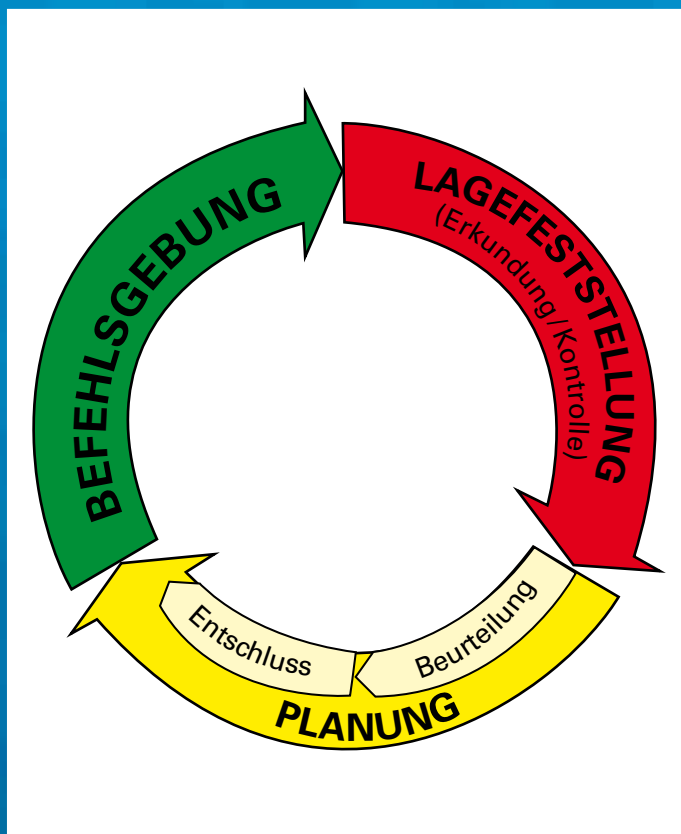 LAGEFESTSTELLUNG
(Erkundung/Kontrolle)
Beurteilung
Entschluss
PLANUNG
BEFEHLSGEBUNG